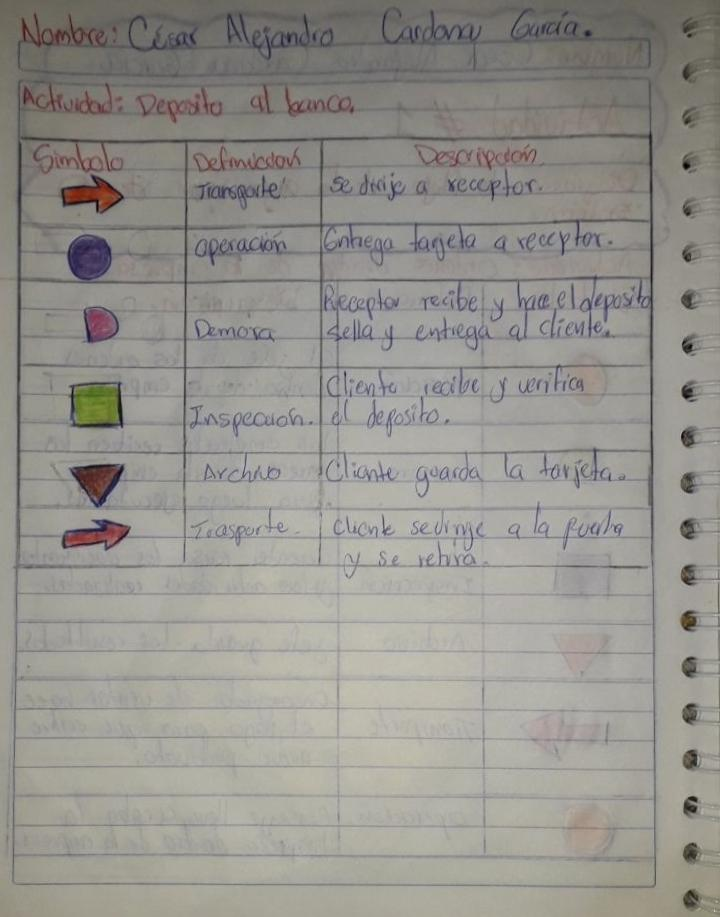 Nombre: César Alejandro Cardona García.
Actividad: Deposito al banco.
Simbolo Definición Descripción
Transporte se dirije a receptor.
operación Entrega tarjeta a receptor.
Receptor recibe y hace el deposito
Demora sella y entrega al cliente.
Cliente recibe y verifica
Inspección. el deposito.
Archivo Cliente guarda la tarjeta.
Trasporte. cliente se dirige a la puerta
y se retira.